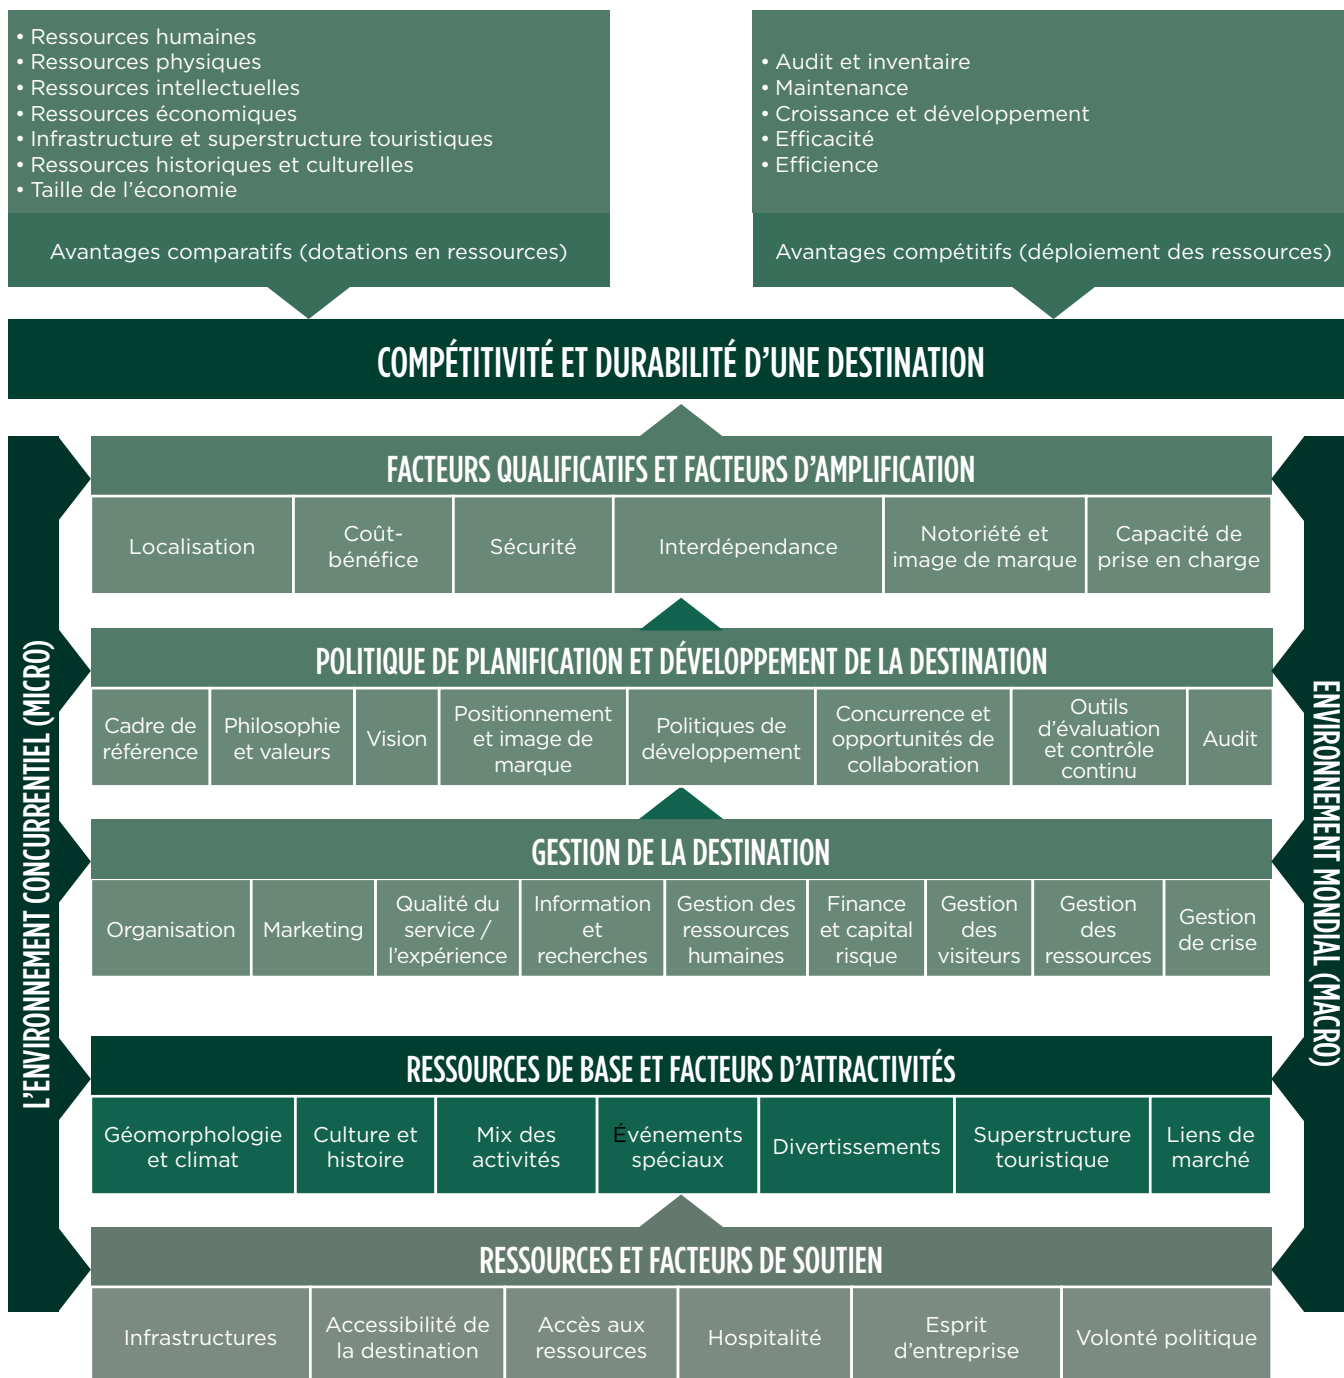 • Ressources humaines
• Ressources physiques
• Ressources intellectuelles
• Ressources économiques
• Infrastructure et superstructure touristiques
• Ressources historiques et culturelles
• Taille de l’économie
Avantages comparatifs (dotations en ressources)
• Audit et inventaire
• Maintenance
• Croissance et développement
• Efficacité
• Efficience
Avantages compétitifs (déploiement des ressources)
COMPÉTITIVITÉ ET DURABILITÉ D’UNE DESTINATION
L’ENVIRONNEMENT CONCURRENTIEL (MICRO)
FACTEURS QUALIFICATIFS ET FACTEURS D’AMPLIFICATION
Localisation
Coût-
bénéfice
Sécurité
Interdépendance
Notoriété et
image de marque
Capacité de
prise en charge
POLITIQUE DE PLANIFICATION ET DÉVELOPPEMENT DE LA DESTINATION
Cadre de
référence
Philosophie
et valeurs
Vision
Positionnement
et image de
marque
Politiques de
développement
Concurrence et
opportunités de
collaboration
Outils
d’évaluation
et contrôle
continu
Audit
GESTION DE LA DESTINATION
Organisation
Marketing
Qualité du
service /
l’expérience
Information
et
recherches
Gestion des
ressources
humaines
Finance
et capital
risque
Gestion
des
visiteurs
Gestion
des
ressources
Gestion
de crise
RESSOURCES DE BASE ET FACTEURS D’ATTRACTIVITÉS
Géomorphologie
et climat
Culture et
histoire
Mix des
activités
Événements
spéciaux
Divertissements
Superstructure
touristique
Liens de
marché
RESSOURCES ET FACTEURS DE SOUTIEN
Infrastructures
Accessibilité de
la destination
Accès aux
ressources
Hospitalité
Esprit
d’entreprise
Volonté politique
ENVIRONNEMENT MONDIAL (MACRO)